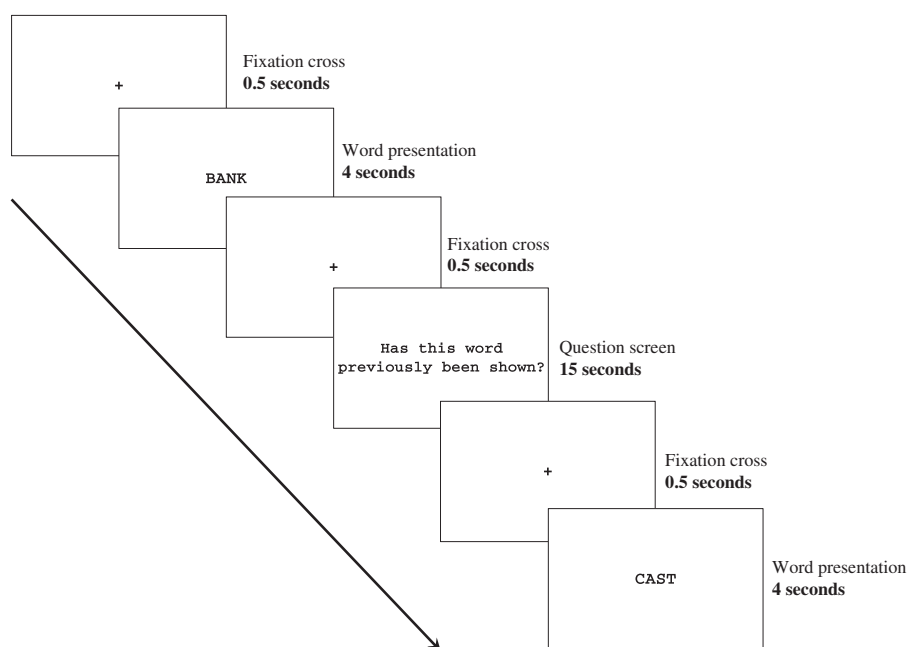 +
Fixation cross
0.5 seconds
BANK
Word presentation
4 seconds
+
Fixation cross
0.5 seconds
Has this word
previously been shown?
Question screen
15 seconds
+
Fixation cross
0.5 seconds
CAST
Word presentation
4 seconds